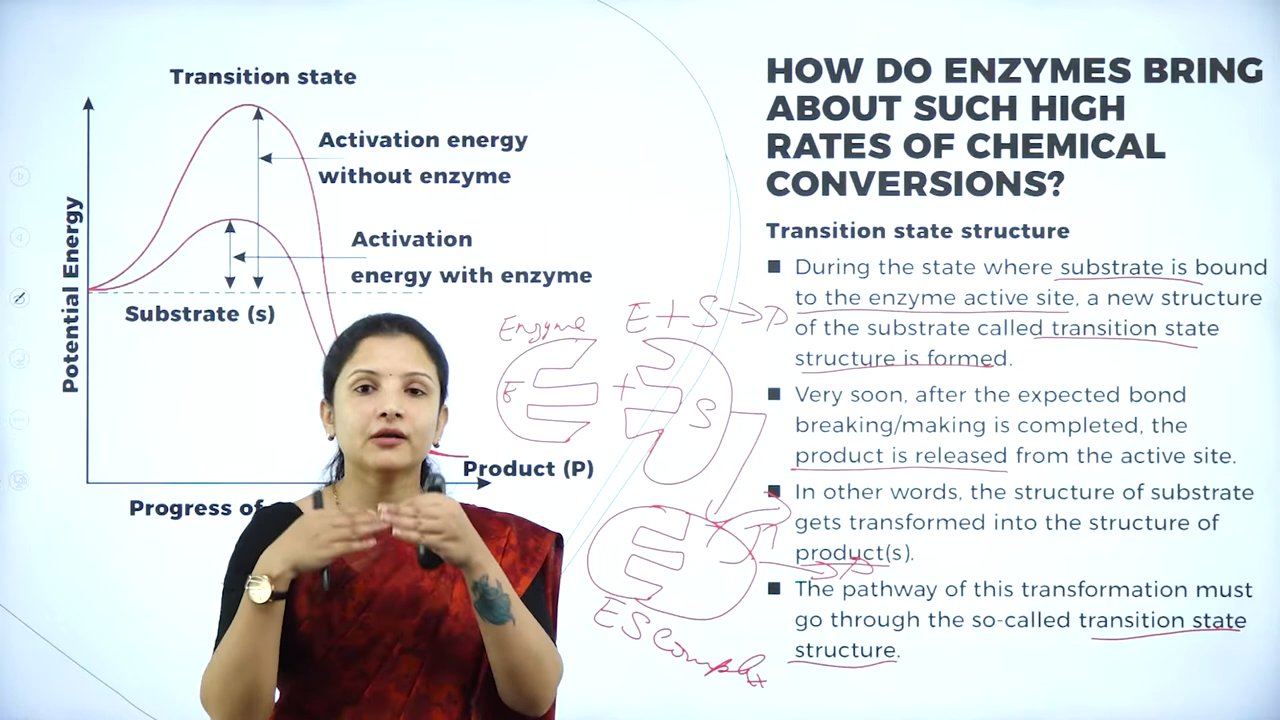 Transition state
Activation energy
without enzyme
Activation
energy with enzyme
Potential Energy
Substrate (s)
Product (P)
Progress of
Enzyme
E + S → P
E
+
S
P
ES Complex
HOW DO ENZYMES BRING
ABOUT SUCH HIGH
RATES OF CHEMICAL
CONVERSIONS?
Transition state structure
■ During the state where substrate is bound
to the enzyme active site, a new structure
of the substrate called transition state
structure is formed.
■ Very soon, after the expected bond
breaking/making is completed, the
product is released from the active site.
■ In other words, the structure of substrate
gets transformed into the structure of
product(s).
■ The pathway of this transformation must
go through the so-called transition state
structure.